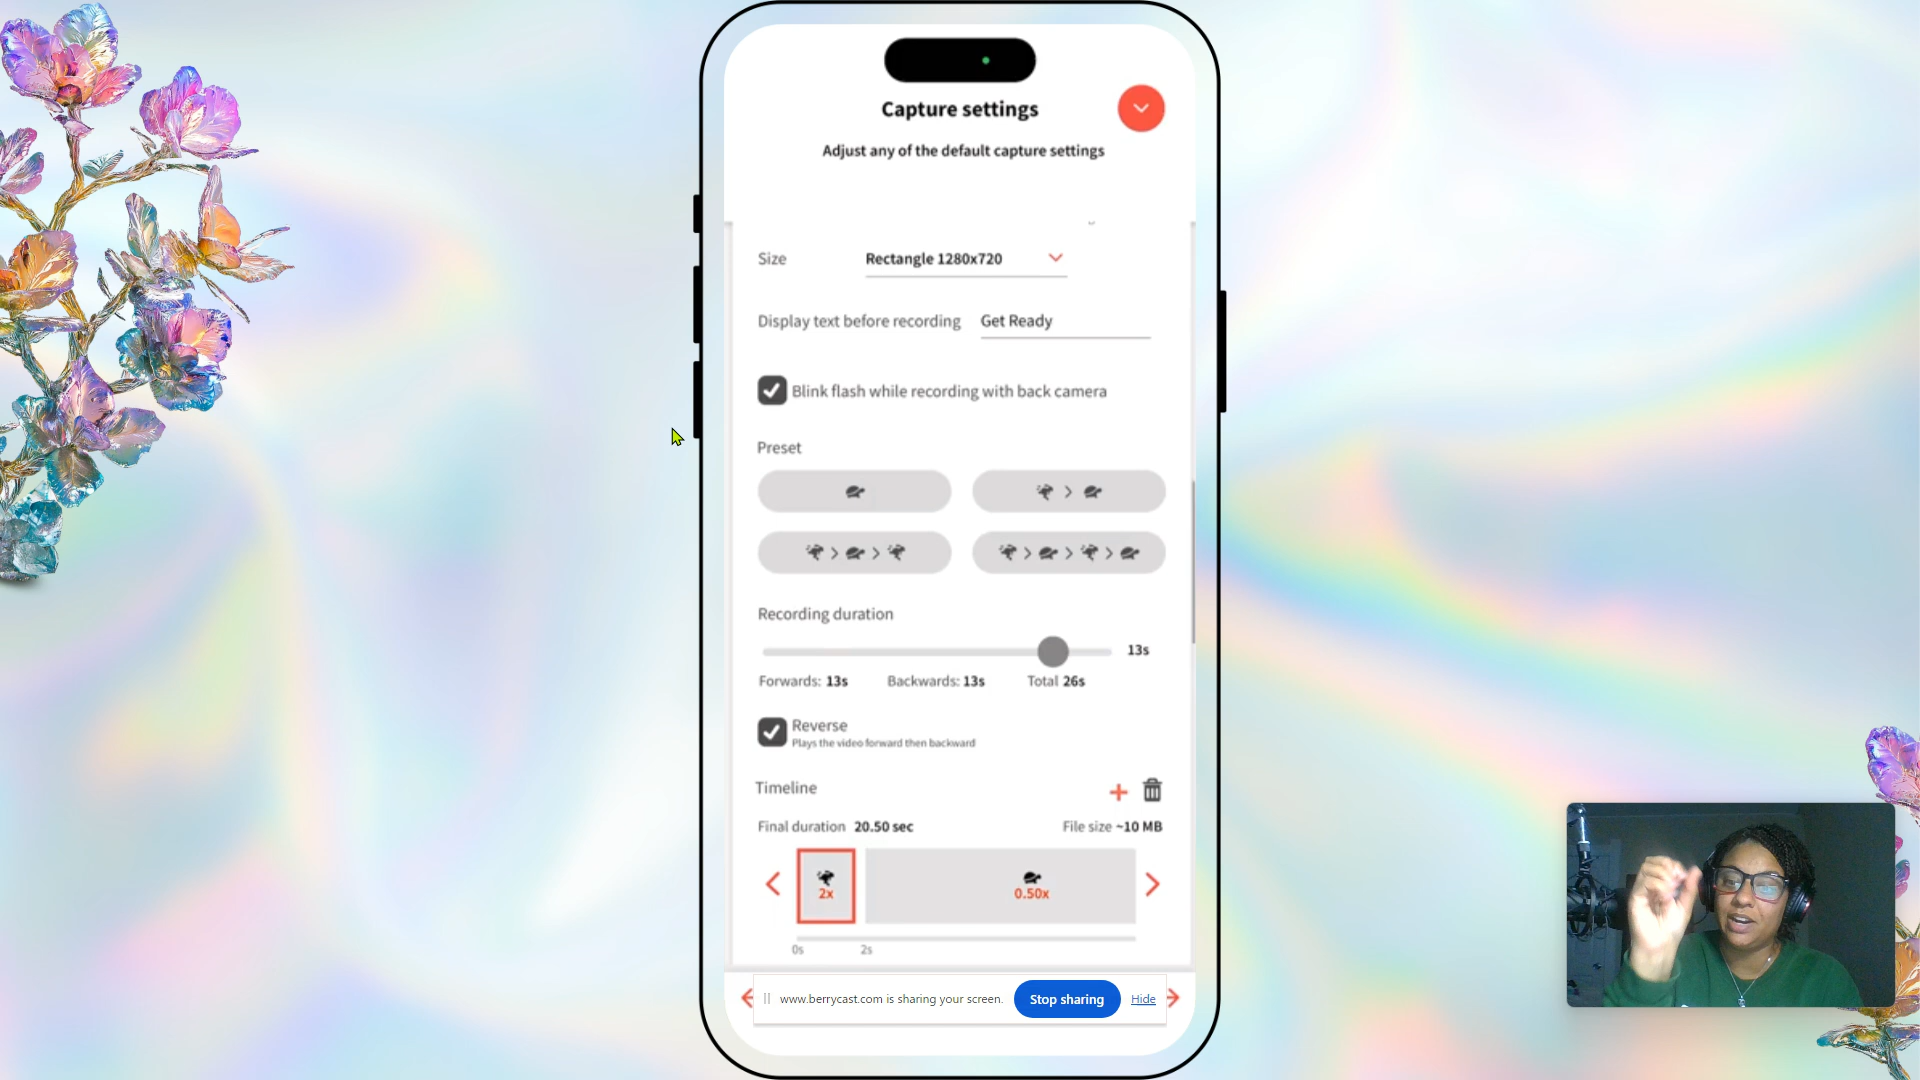 Capture settings
Adjust any of the default capture settings
Size Rectangle 1280x720
Display text before recording Get Ready
Blink flash while recording with back camera
Preset
Recording duration
13s
Forwards: 13s Backwards: 13s Total 26s
Reverse
Plays the video forward then backward
Timeline
Final duration 20.50 sec File size ~10 MB
2x 0.50x
0s 2s
www.berrycast.com is sharing your screen. Stop sharing Hide